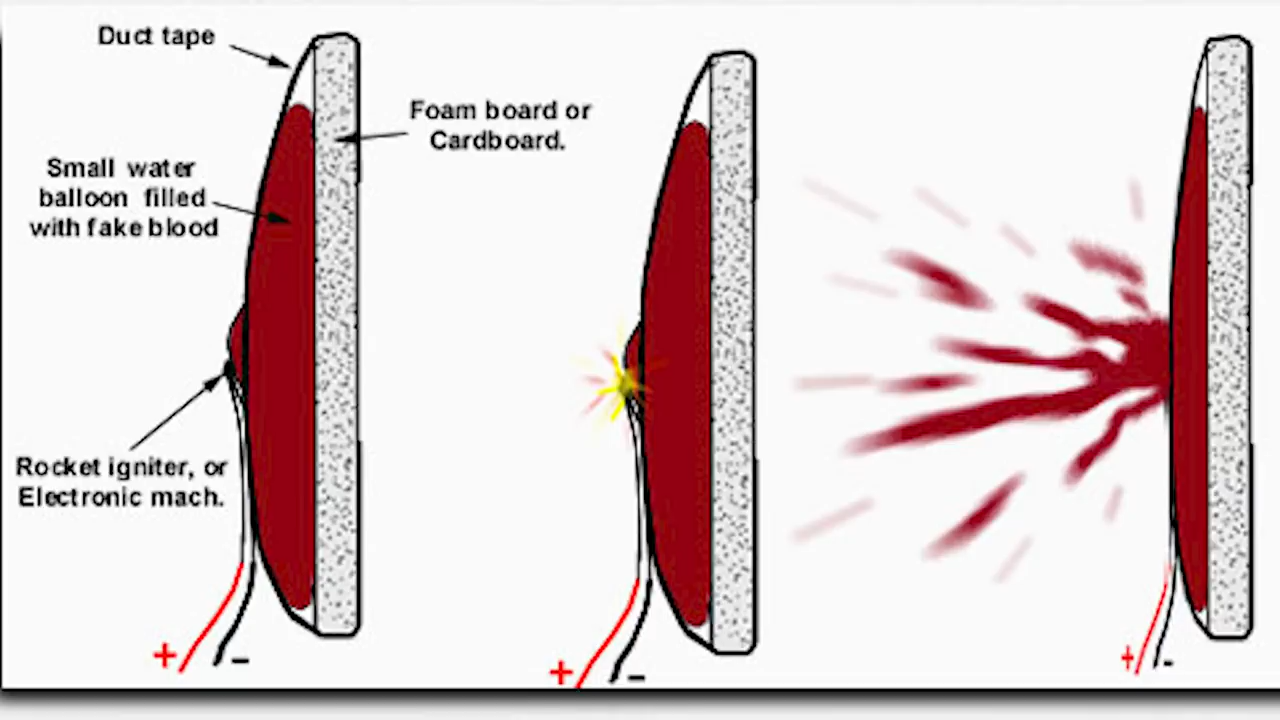 Duct tape
Foam board or
Cardboard.
Small water
balloon filled
with fake blood
Rocket igniter, or
Electronic mach.
+ -
+ -
+ -